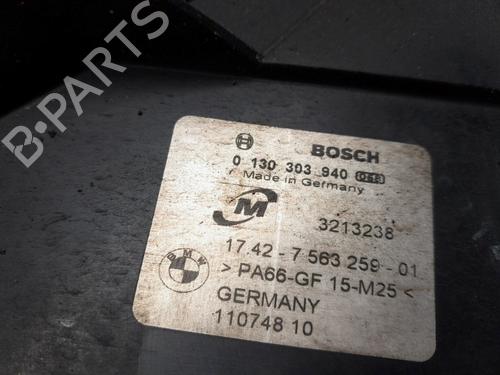 B-PARTS
BOSCH
0 130 303 940
Made in Germany
M
3213238
17.42 - 7 563 259 - 01
BMW
> PA66-GF 15-M25 <
GERMANY
110748 10